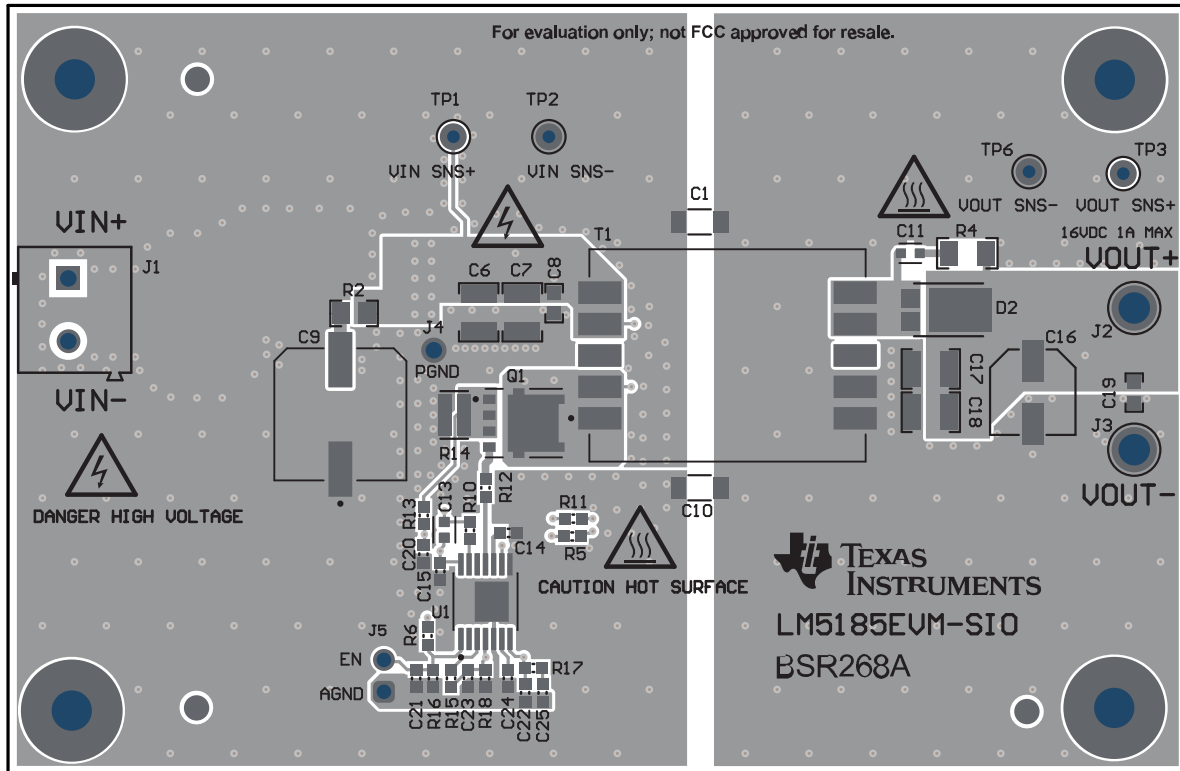 For evaluation only; not FCC approved for resale.
TP1
TP2
VIN SNS+
VIN SNS-
TP6
TP3
VOUT SNS-
VOUT SNS+
16VDC 1A MAX
C1
T1
C11
R4
VOUT+
VIN+
J1
C6
C7
C8
R2
J4
C9
PGND
D2
J2
C16
C17
C18
C19
Q1
VIN-
R14
J3
VOUT-
DANGER HIGH VOLTAGE
R13
C13
R10
R12
C10
R11
C20
C14
R5
C15
CAUTION HOT SURFACE
U1
TEXAS
INSTRUMENTS
LM5185EVM-SIO
BSR268A
J5
R6
EN
AGND
R17
C21
R16
R15
C23
R18
C24
C22
C25